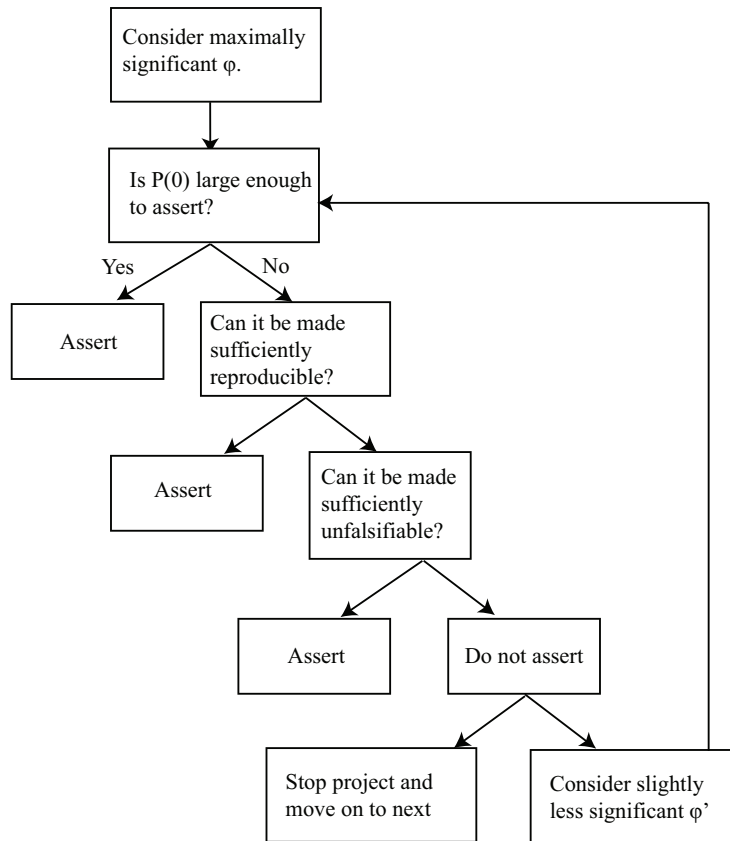 Consider maximally
significant φ.
Is P(0) large enough
to assert?
Yes
No
Assert
Can it be made
sufficiently
reproducible?
Assert
Can it be made
sufficiently
unfalsifiable?
Assert
Do not assert
Stop project and
move on to next
Consider slightly
less significant φ’